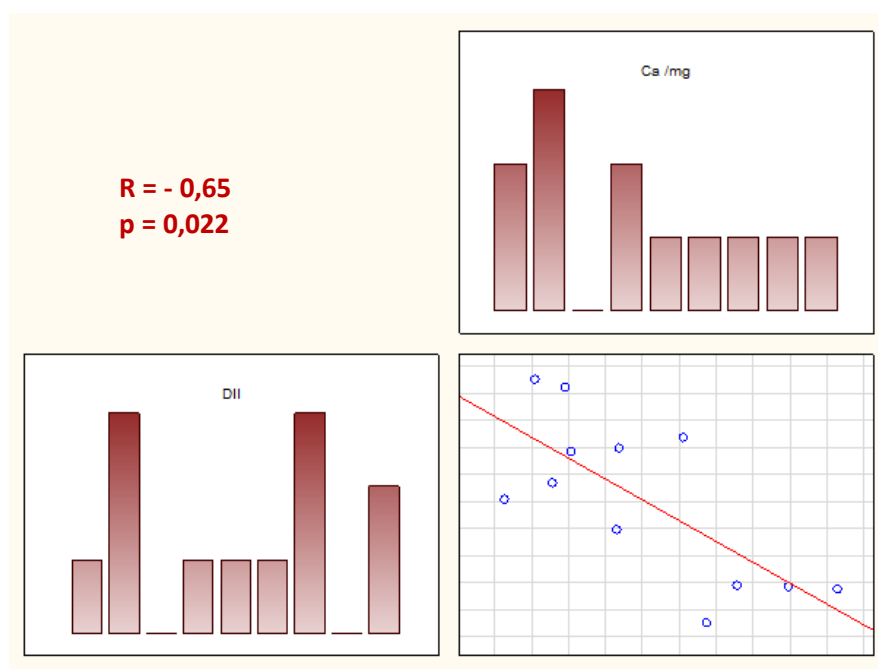 Ca /mg
R = - 0,65
p = 0,022
DII